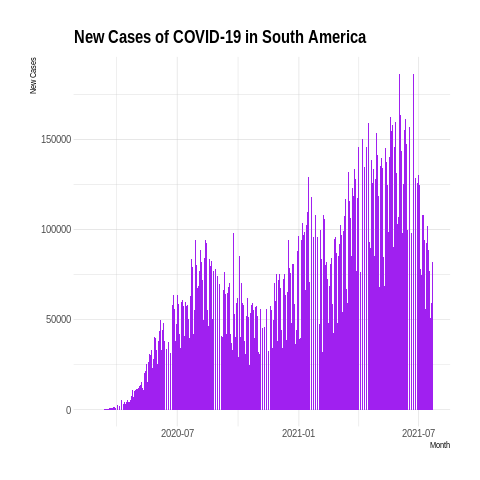 New Cases of COVID-19 in South America
New Cases
150000
100000
50000
0
2020-07
2021-01
2021-07
Month